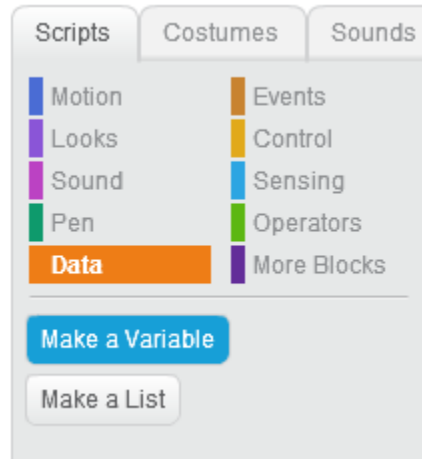 Scripts Costumes Sounds
Motion Events
Looks Control
Sound Sensing
Pen Operators
Data More Blocks
Make a Variable
Make a List